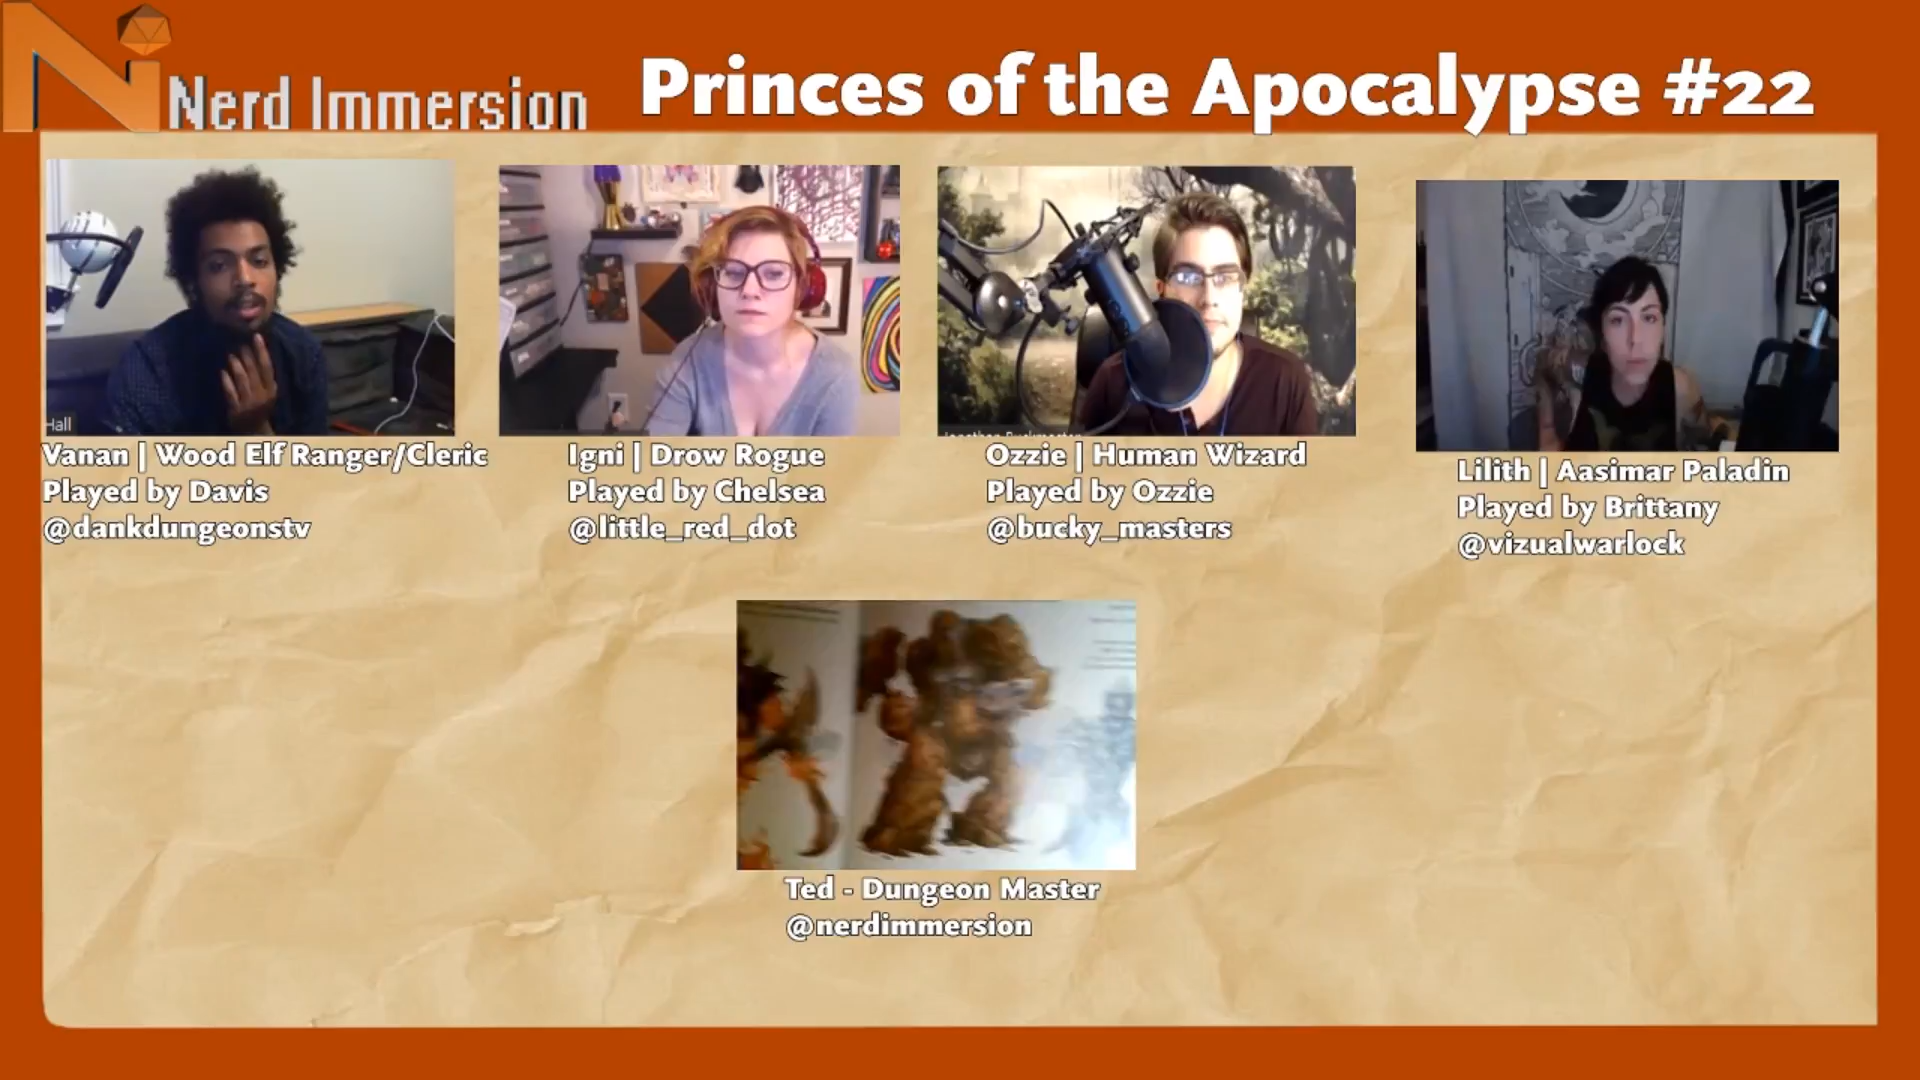 Nerd Immersion
Princes of the Apocalypse #22
Hall
Vanan | Wood Elf Ranger/Cleric
Played by Davis
@dankdungeonstv
Igni | Drow Rogue
Played by Chelsea
@little_red_dot
Ozzie | Human Wizard
Played by Ozzie
@bucky_masters
Lilith | Aasimar Paladin
Played by Brittany
@vizualwarlock
Ted - Dungeon Master
@nerdimmersion